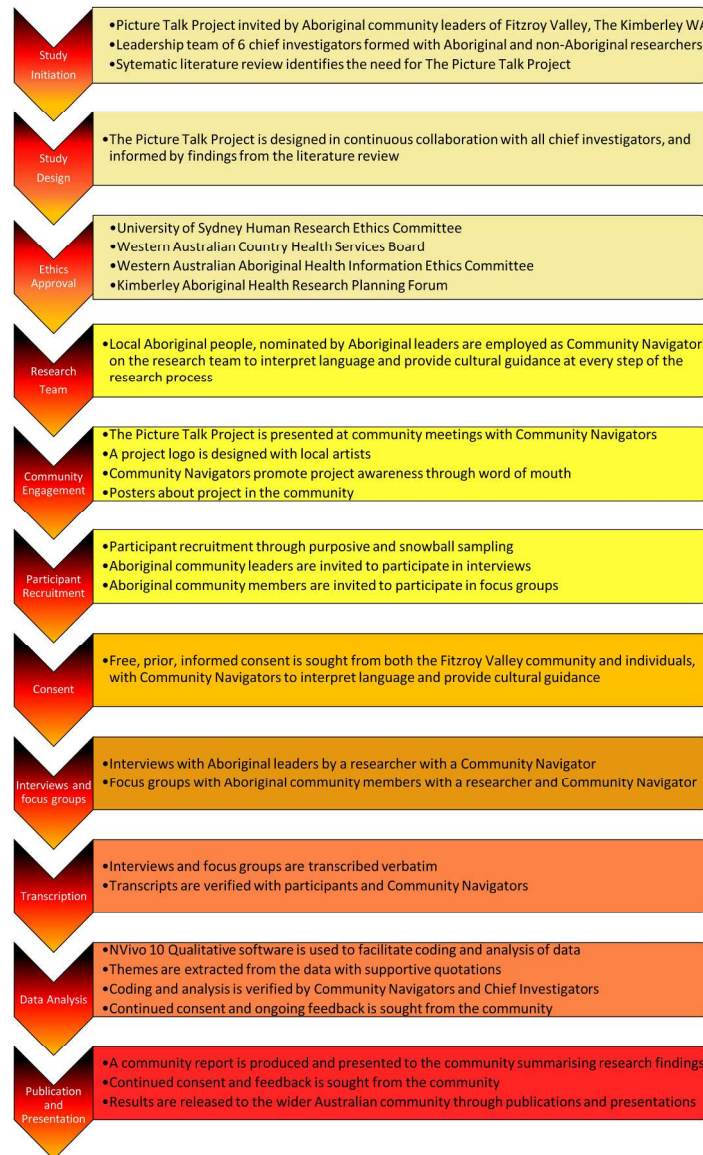 Study
Initiation
•Picture Talk Project invited by Aboriginal community leaders of Fitzroy Valley, The Kimberley WA
•Leadership team of 6 chief investigators formed with Aboriginal and non-Aboriginal researchers
•Sytematic literature review identifies the need for The Picture Talk Project
Study
Design
•The Picture Talk Project is designed in continuous collaboration with all chief investigators, and
informed by findings from the literature review
Ethics
Approval
•University of Sydney Human Research Ethics Committee
•Western Australian Country Health Services Board
•Western Australian Aboriginal Health Information Ethics Committee
•Kimberley Aboriginal Health Research Planning Forum
Research
Team
•Local Aboriginal people, nominated by Aboriginal leaders are employed as Community Navigator
on the research team to interpret language and provide cultural guidance at every step of the
research process
Community
Engagement
•The Picture Talk Project is presented at community meetings with Community Navigators
•A project logo is designed with local artists
•Community Navigators promote project awareness through word of mouth
•Posters about project in the community
Participant
Recruitment
•Participant recruitment through purposive and snowball sampling
•Aboriginal community leaders are invited to participate in interviews
•Aboriginal community members are invited to participate in focus groups
Consent
•Free, prior, informed consent is sought from both the Fitzroy Valley community and individuals,
with Community Navigators to interpret language and provide cultural guidance
Interviews and
focus groups
•Interviews with Aboriginal leaders by a researcher with a Community Navigator
•Focus groups with Aboriginal community members with a researcher and Community Navigator
Transcription
•Interviews and focus groups are transcribed verbatim
•Transcripts are verified with participants and Community Navigators
Data Analysis
•NVivo 10 Qualitative software is used to facilitate coding and analysis of data
•Themes are extracted from the data with supportive quotations
•Coding and analysis is verified by Community Navigators and Chief Investigators
•Continued consent and ongoing feedback is sought from the community
Publication
and
Presentation
•A community report is produced and presented to the community summarising research findings
•Continued consent and feedback is sought from the community
•Results are released to the wider Australian community through publications and presentations